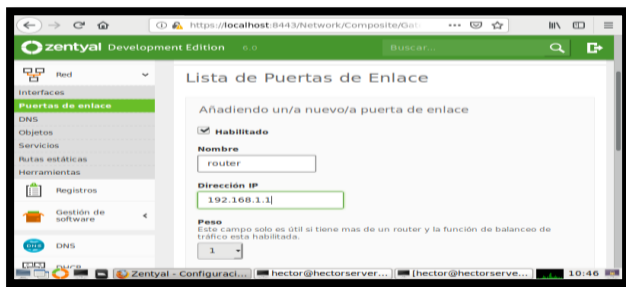 https://localhost:8443/Network/Composite/Gat
zentyal Development Edition 6.0 Buscar...
Red
Interfaces
Puertas de enlace
DNS
Objetos
Servicios
Rutas estáticas
Herramientas
Registros
Gestión de
software
DNS
DHCP
Lista de Puertas de Enlace
Añadiendo un/a nuevo/a puerta de enlace
Habilitado
Nombre
router
Dirección IP
192.168.1.1
Peso
Este campo solo es útil si tiene mas de un router y la función de balanceo de
tráfico esta habilitada.
1
Zentyal - Configuraci... hector@hectorserver... [hector@hectorserve... 10:46